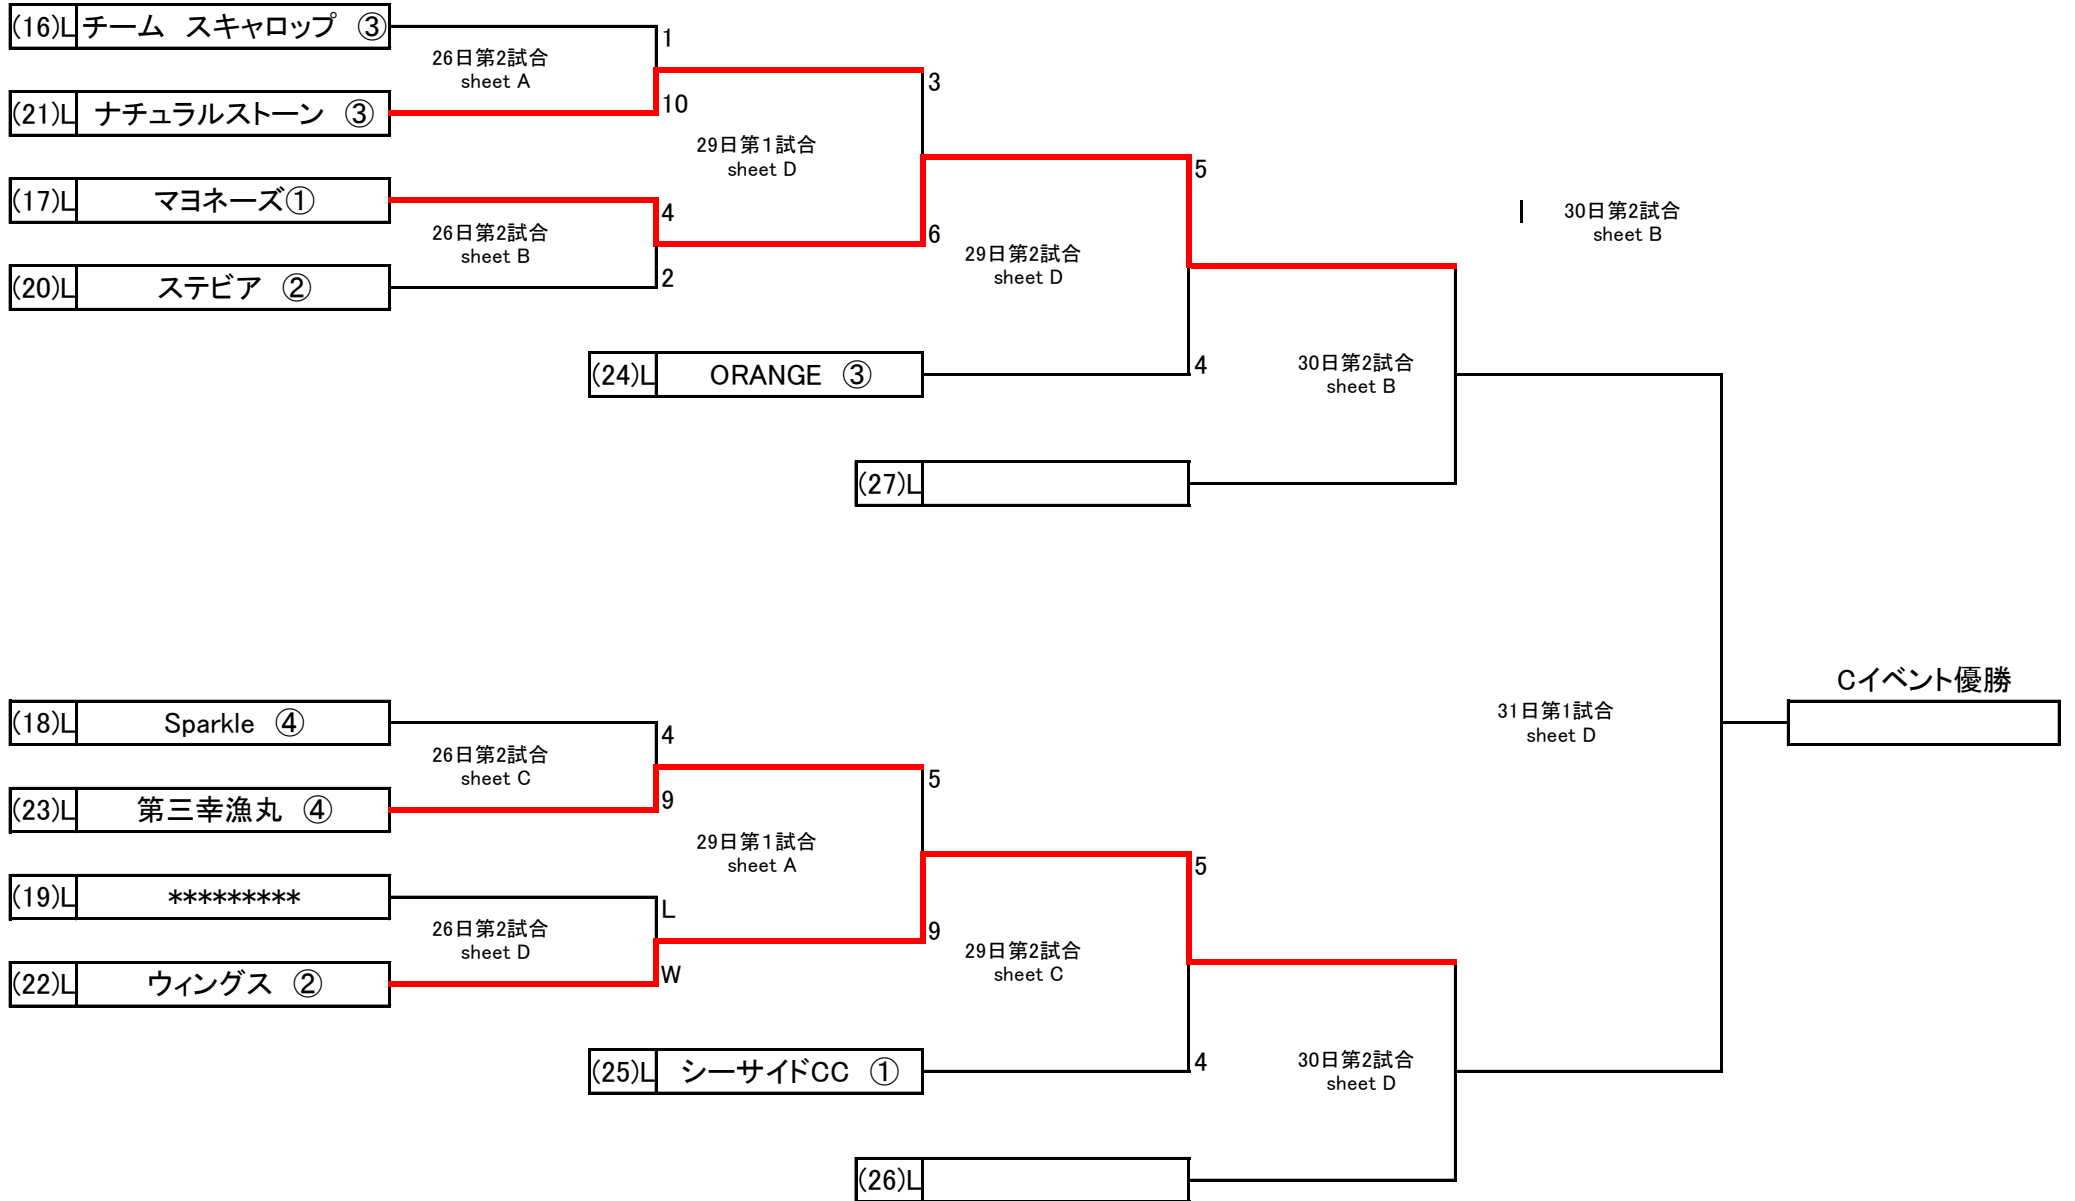 (16)L チーム　スキャロップ　③
1
26日第2試合
sheet A
3
(21)L ナチュラルストーン　③
10
29日第1試合
sheet D
5
(17)L マヨネーズ①
4
30日第2試合
sheet B
26日第2試合
sheet B
6
29日第2試合
sheet D
(20)L ステビア　②
2
(24)L ORANGE　③
4
30日第2試合
sheet B
(27)L
Cイベント優勝
(18)L Sparkle　④
4
31日第1試合
sheet D
26日第2試合
sheet C
5
(23)L 第三幸漁丸　④
9
29日第1試合
sheet A
5
(19)L *********
L
26日第2試合
sheet D
9
29日第2試合
sheet C
(22)L ウィングス　②
W
(25)L シーサイドCC　①
4
30日第2試合
sheet D
(26)L